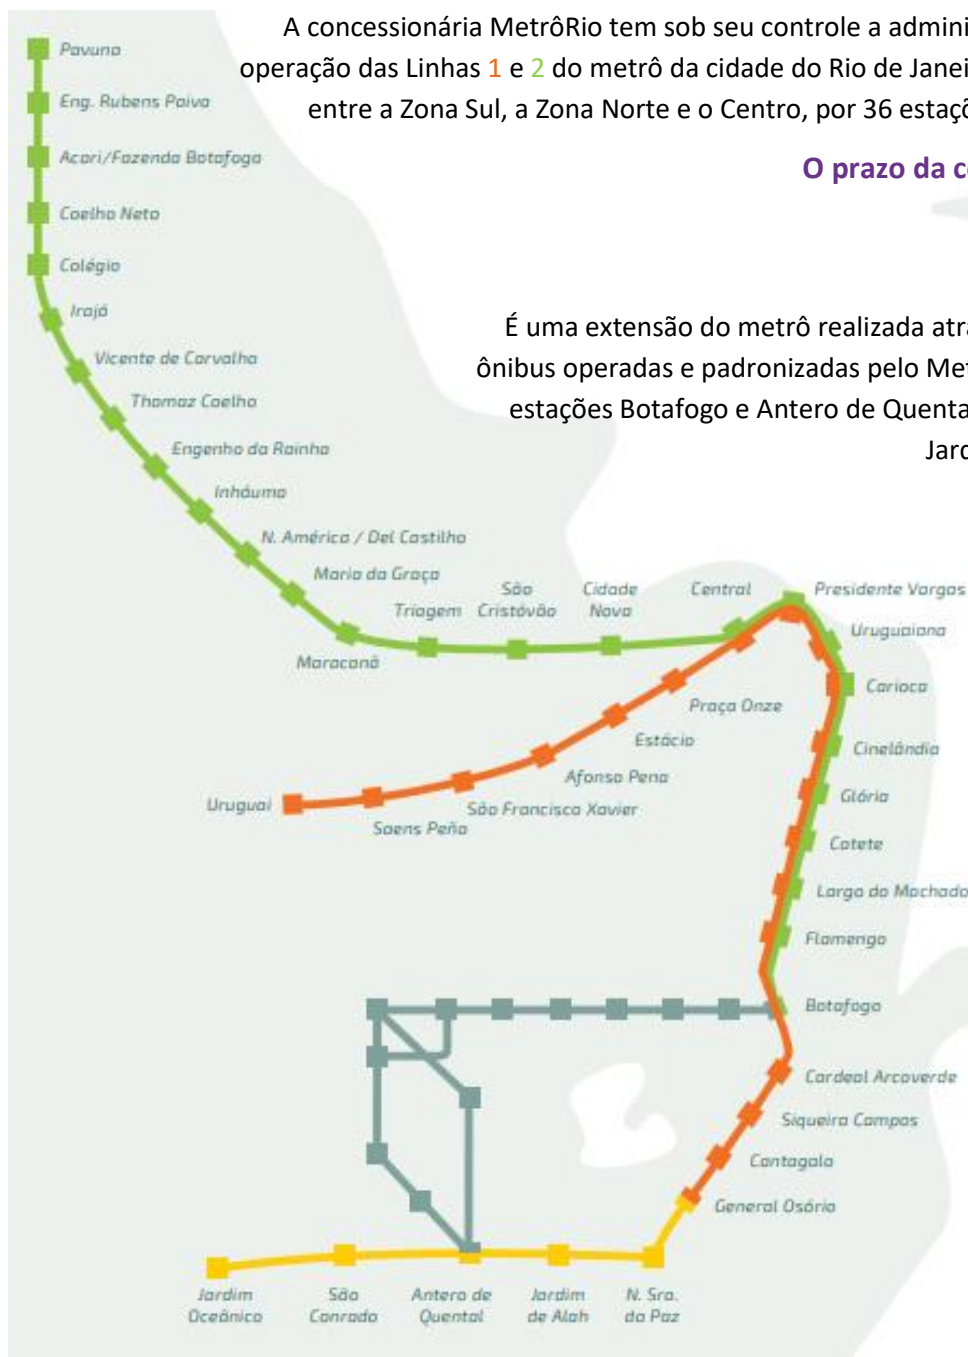 A concessionária MetrôRio tem sob seu controle a admini
operação das Linhas 1 e 2 do metrô da cidade do Rio de Janei
entre a Zona Sul, a Zona Norte e o Centro, por 36 estaçõ
O prazo da c
É uma extensão do metrô realizada atra
ônibus operadas e padronizadas pelo Met
estações Botafogo e Antero de Quenta
Jard
Pavuna
Eng. Rubens Paiva
Acari/Fazenda Botafogo
Coelho Neto
Colégio
Irajá
Vicente de Carvalho
Thomaz Coelho
Engenho da Rainha
Inhaúma
N. América / Del Castilho
Maria da Graça
Maracanã
Triagem
São
Cristóvão
Cidade
Nova
Central
Presidente Vargas
Uruguaiana
Carioca
Cinelândia
Glória
Catete
Largo do Machado
Flamengo
Botafogo
Cardeal Arcoverde
Siqueira Campos
Cantagalo
General Osório
Praça Onze
Estácio
Afonso Pena
São Francisco Xavier
Saens Peña
Uruguai
Jardim
Oceânico
São
Conrado
Antero de
Quental
Jardim
de Alah
N. Sra.
da Paz